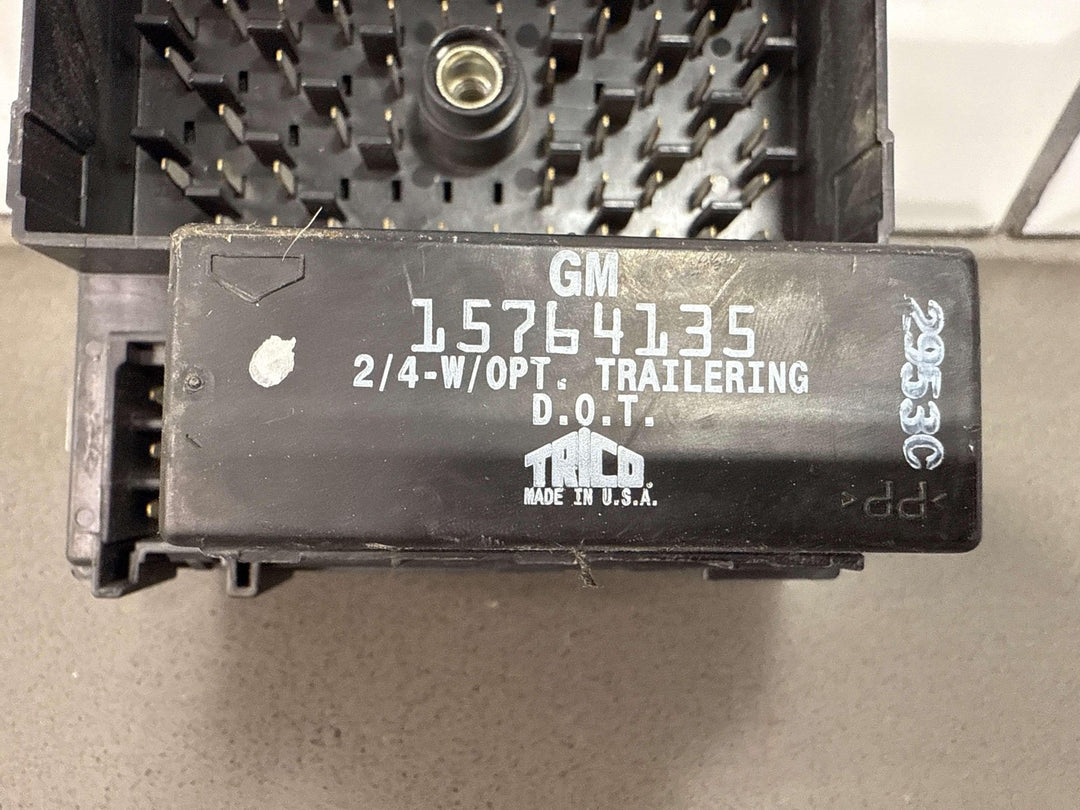 GM
15764135
2/4-W/OPT. TRAILERING
D.O.T.
TRICO
MADE IN U.S.A.
2953C
>PP<